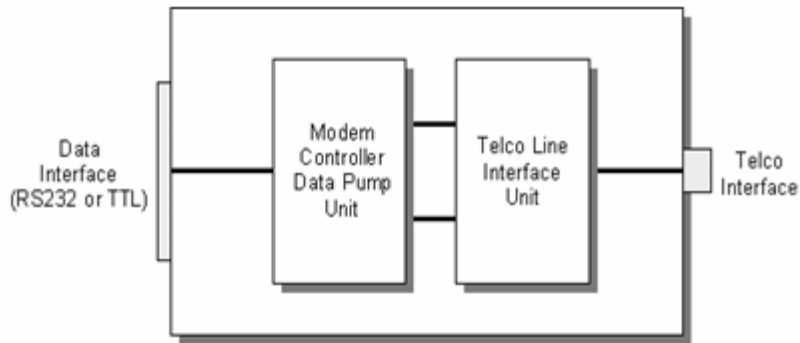 Data
Interface
(RS232 or TTL)
Modem
Controller
Data Pump
Unit
Telco Line
Interface
Unit
Telco
Interface